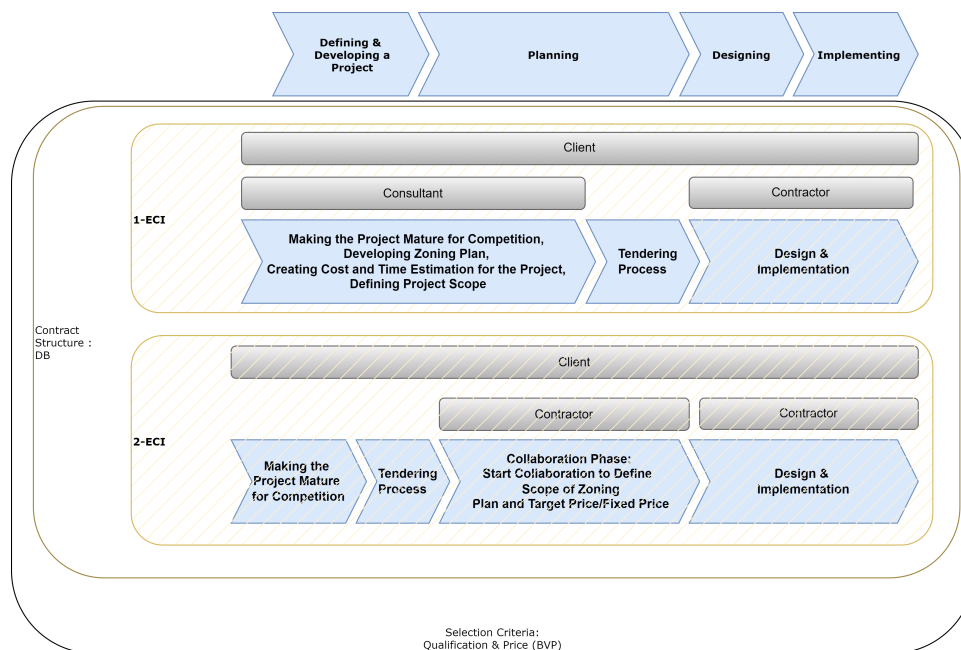 Defining &
Developing a
Project
Planning
Designing
Implementing
Client
Consultant
Contractor
1-ECI
Making the Project Mature for Competition,
Developing Zoning Plan,
Creating Cost and Time Estimation for the Project,
Defining Project Scope
Tendering
Process
Design &
Implementation
Contract
Structure :
DB
Client
Contractor
Contractor
2-ECI
Making the
Project Mature
for Competition
Tendering
Process
Collaboration Phase:
Start Collaboration to Define
Scope of Zoning
Plan and Target Price/Fixed Price
Design &
Implementation
Selection Criteria:
Qualification & Price (BVP)